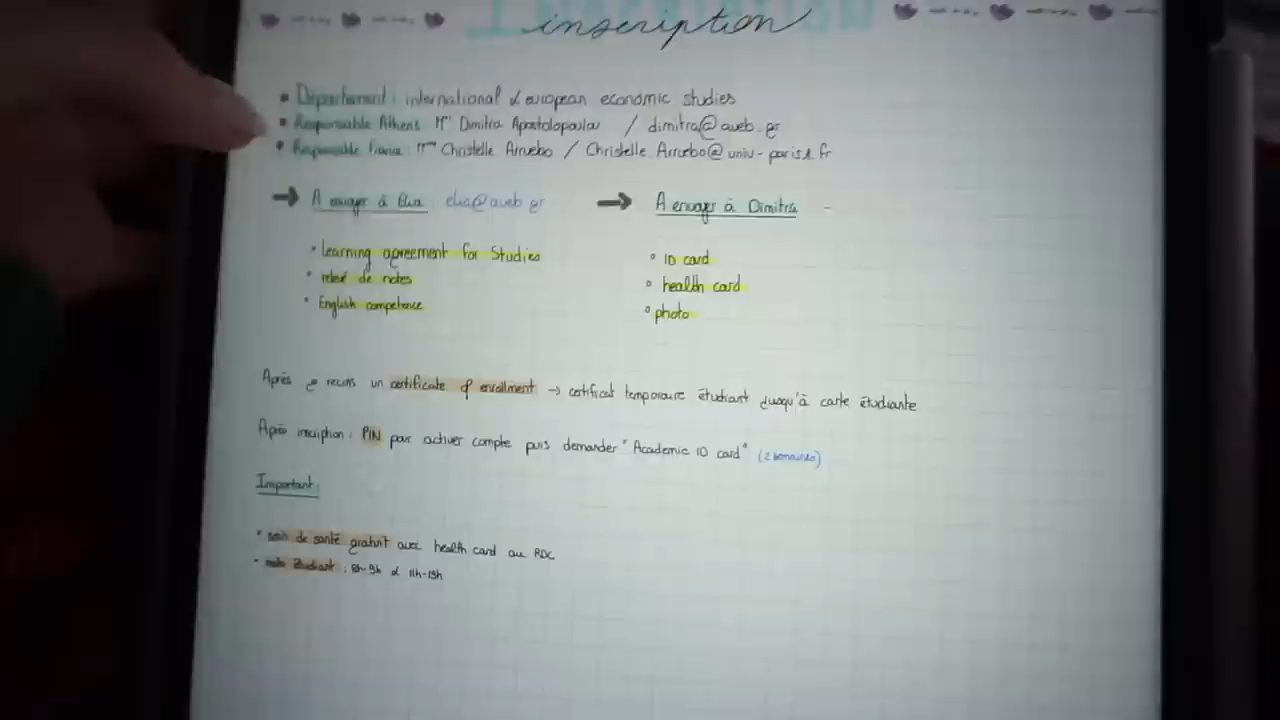 inscription
• Département : international & european economic studies
• Responsable Athens : Mme Dimitra Apostolopoulou / dimitra@aueb.gr
• Responsable France : Mme Christelle Arruebo / Christelle.Arruebo@univ-paris1.fr
→ A envoyer à Elia : elia@aueb.gr
• learning agreement for Studies
• relevé de notes
• English competence
→ A envoyer à Dimitra
° ID card
° health card
° photo
Après je reçois un certificate of enrollment → certificat temporaire étudiant jusqu'à carte étudiante
Après inscription : PIN pour activer compte puis demander "Academic ID card" (2 semaines)
Important :
• soin de santé gratuit avec health card au RDC
• resto Etudiant : 8h-9h & 11h-13h